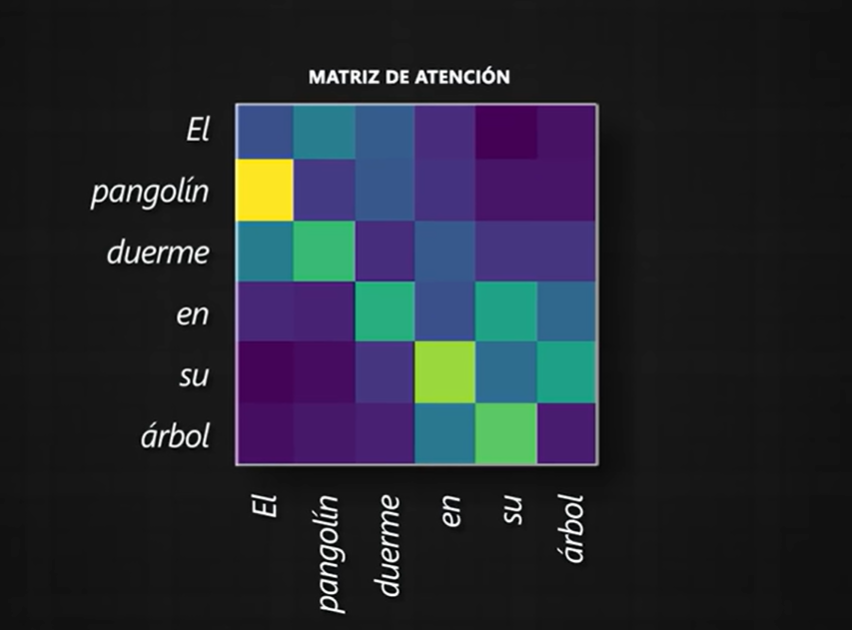 MATRIZ DE ATENCIÓN
El
pangolín
duerme
en
su
árbol
El
pangolín
duerme
en
su
árbol